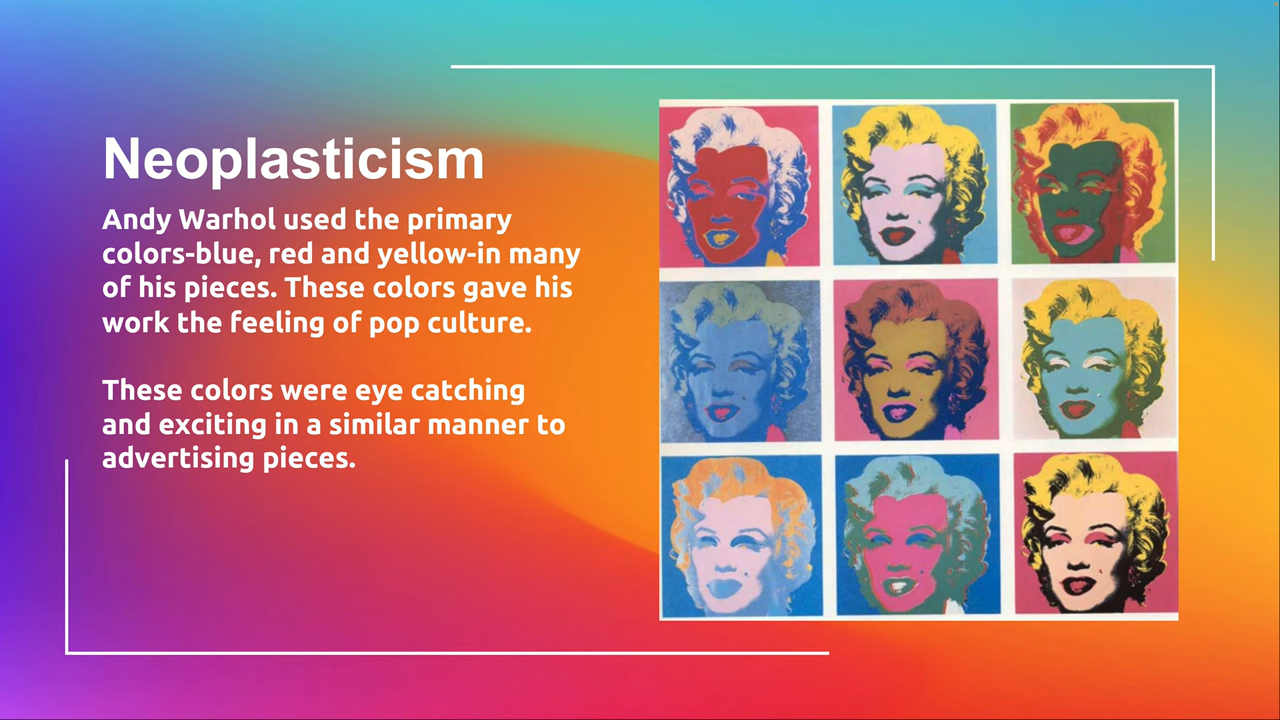 Neoplasticism
Andy Warhol used the primary
colors-blue, red and yellow-in many
of his pieces. These colors gave his
work the feeling of pop culture.
These colors were eye catching
and exciting in a similar manner to
advertising pieces.